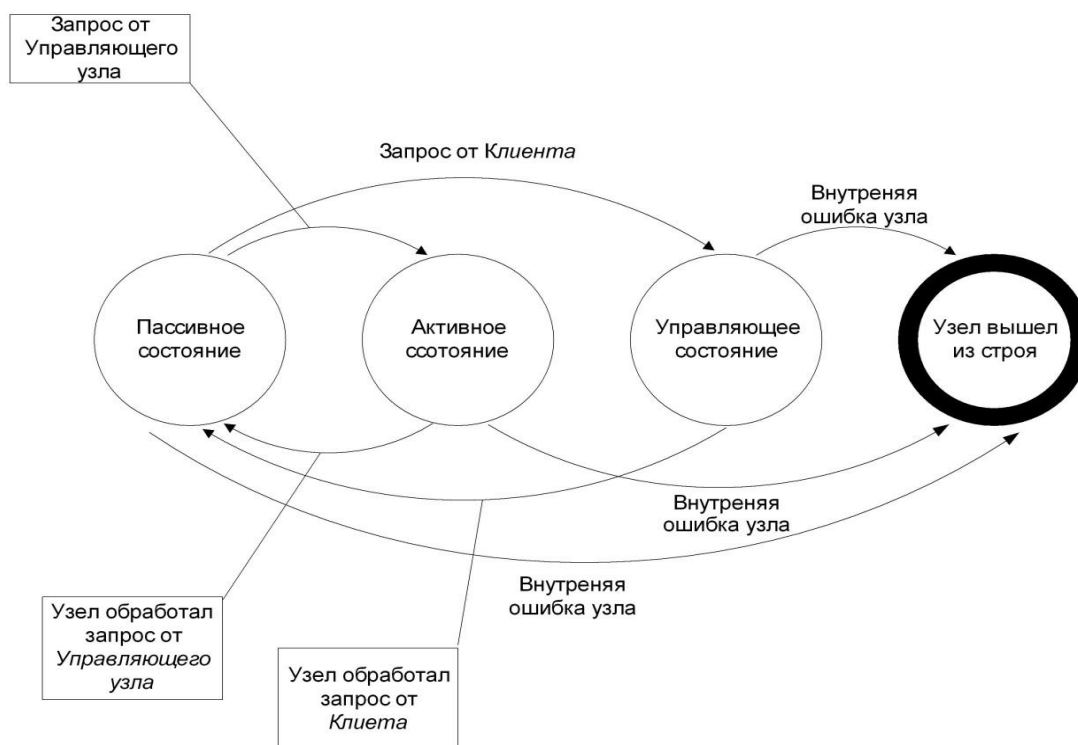 Запрос от
Управляющего
узла
Запрос от Клиента
Внутреняя
ошибка узла
Пассивное
состояние
Активное
ссотояние
Управляющее
состояние
Узел вышел
из строя
Внутреняя
ошибка узла
Внутреняя
ошибка узла
Узел обработал
запрос от
Управляющего
узла
Узел обработал
запрос от
Клиета